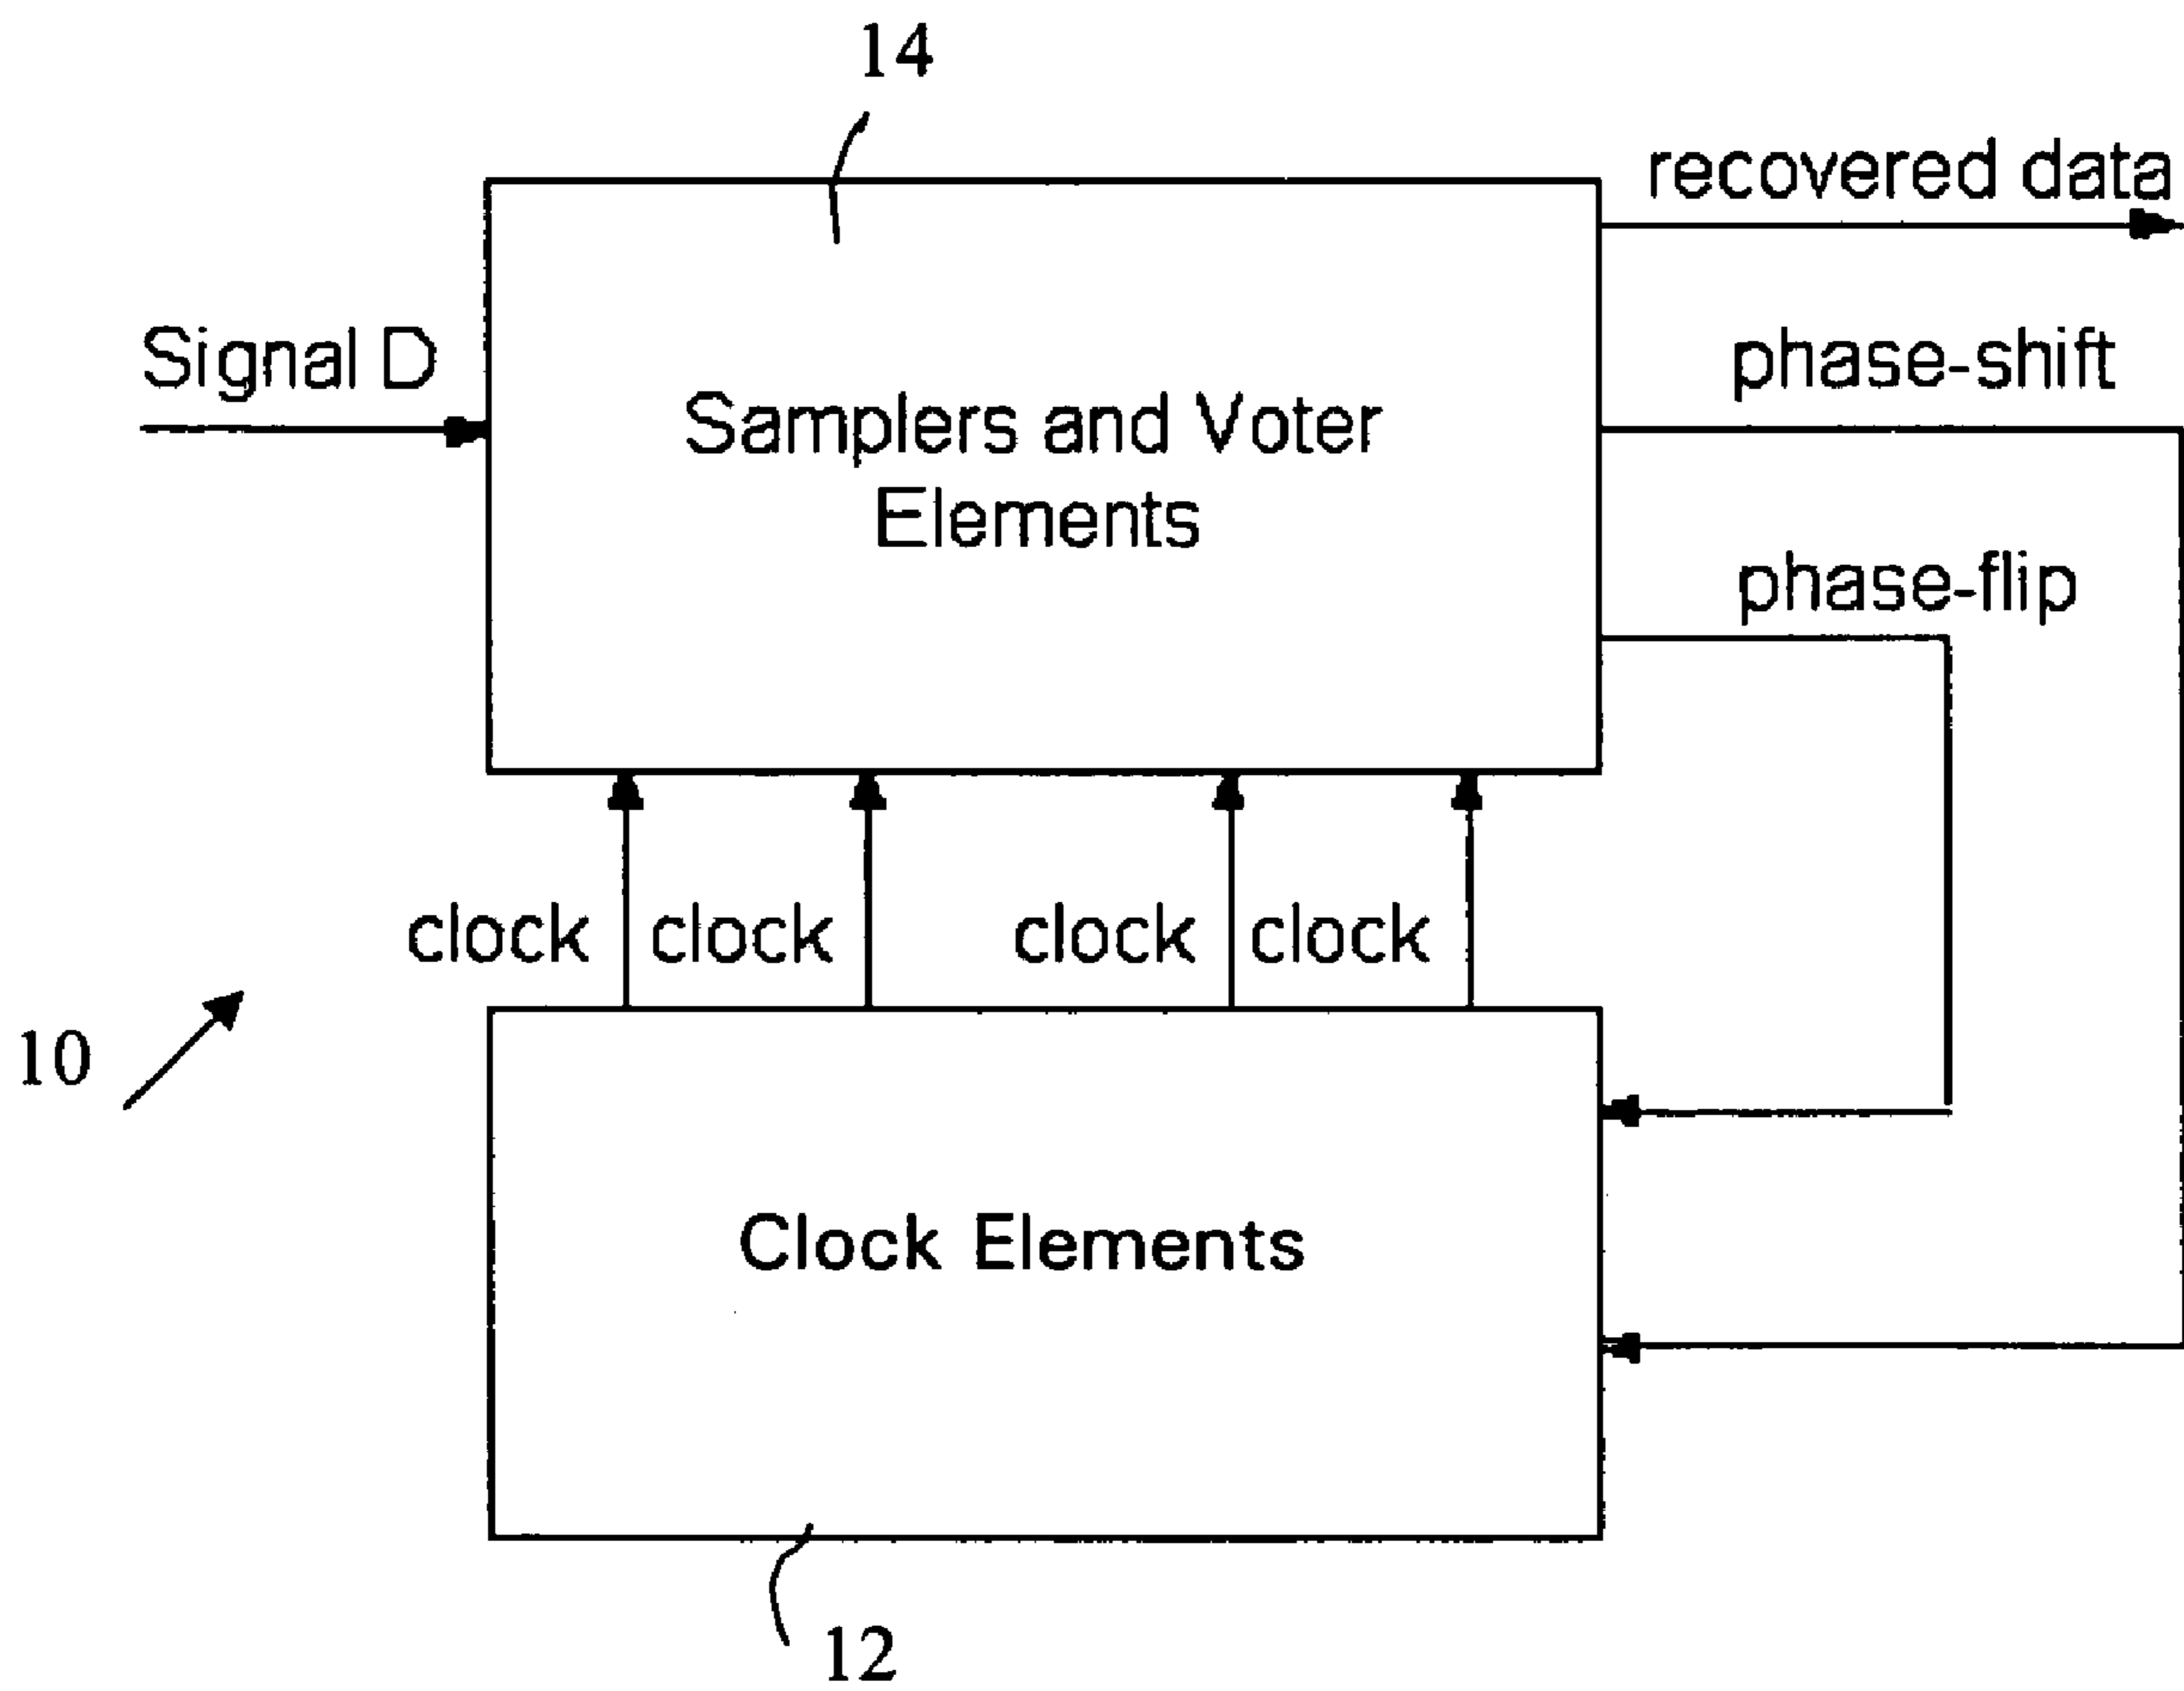 14
recovered data
Signal D
phase-shift
Samplers and Voter
Elements
phase-flip
clock clock clock clock
10
Clock Elements
12